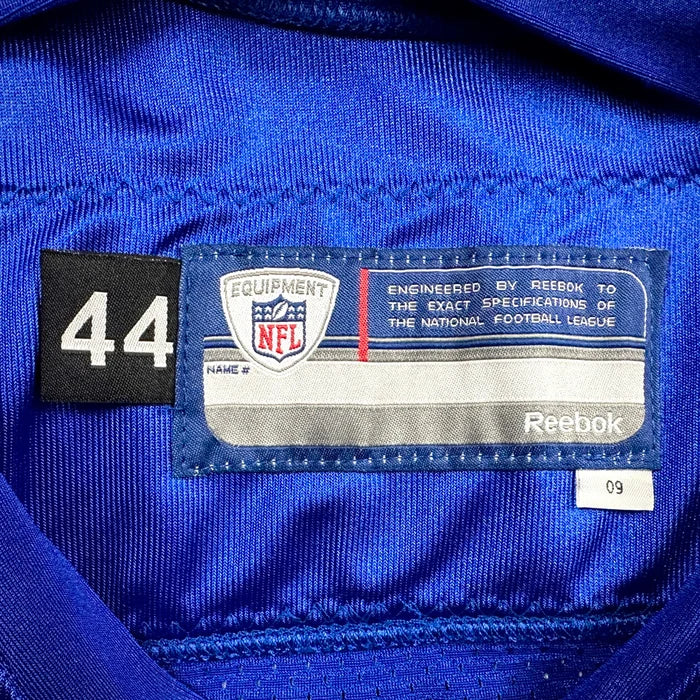 44
EQUIPMENT
NFL
ENGINEERED BY REEBOK TO
THE EXACT SPECIFICATIONS OF
THE NATIONAL FOOTBALL LEAGUE
NAME #
Reebok
09